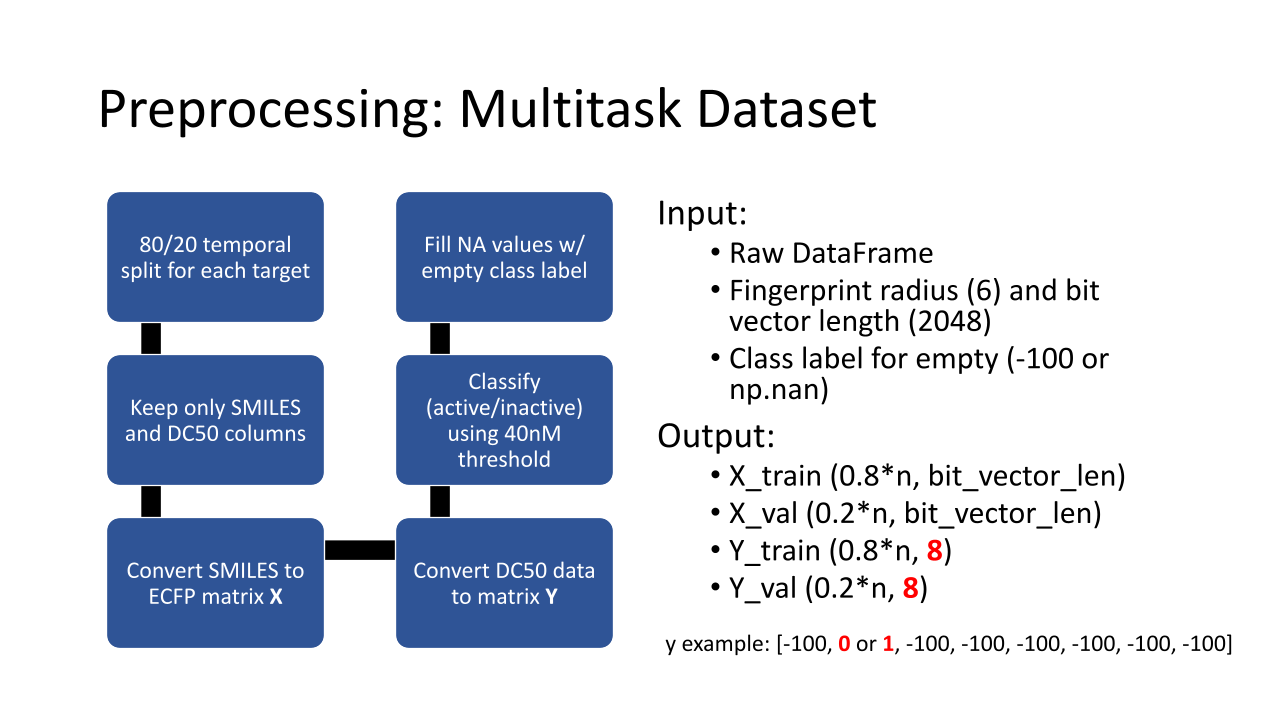 Preprocessing: Multitask Dataset
80/20 temporal
split for each target
Keep only SMILES
and DC50 columns
Convert SMILES to
ECFP matrix X
Convert DC50 data
to matrix Y
Classify
(active/inactive)
using 40nM
threshold
Fill NA values w/
empty class label
Input:
• Raw DataFrame
• Fingerprint radius (6) and bit
vector length (2048)
• Class label for empty (-100 or
np.nan)
Output:
• X_train (0.8*n, bit_vector_len)
• X_val (0.2*n, bit_vector_len)
• Y_train (0.8*n, 8)
• Y_val (0.2*n, 8)
y example: [-100, 0 or 1, -100, -100, -100, -100, -100, -100]